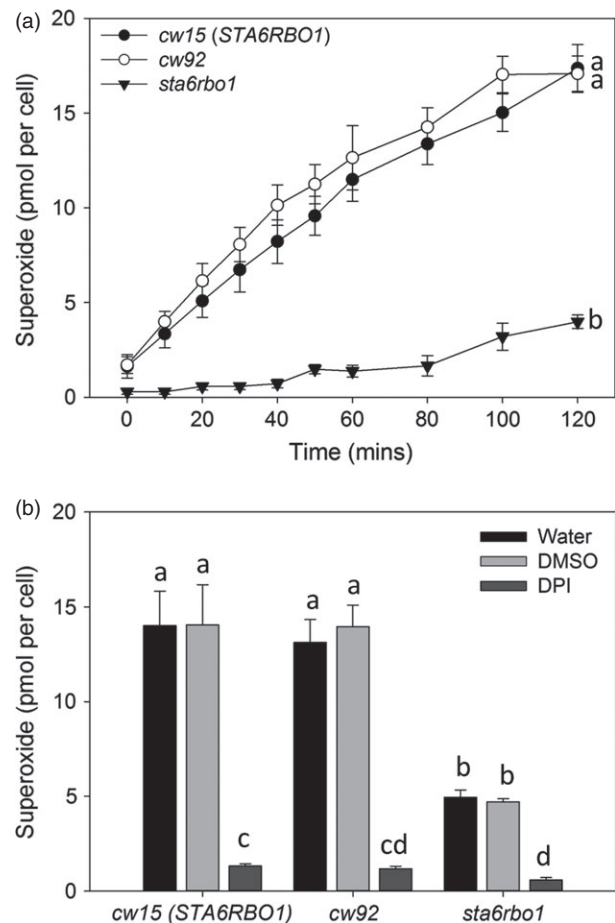 (a)
cw15 (STA6RBO1)
cw92
sta6rbo1
Superoxide (pmol per cell)
20
15
10
5
0
a
a
b
0 20 40 60 80 100 120
Time (mins)
(b)
Water
DMSO
DPI
Superoxide (pmol per cell)
20
15
10
5
0
a a c a a cd b b d
cw15 (STA6RBO1) cw92 sta6rbo1